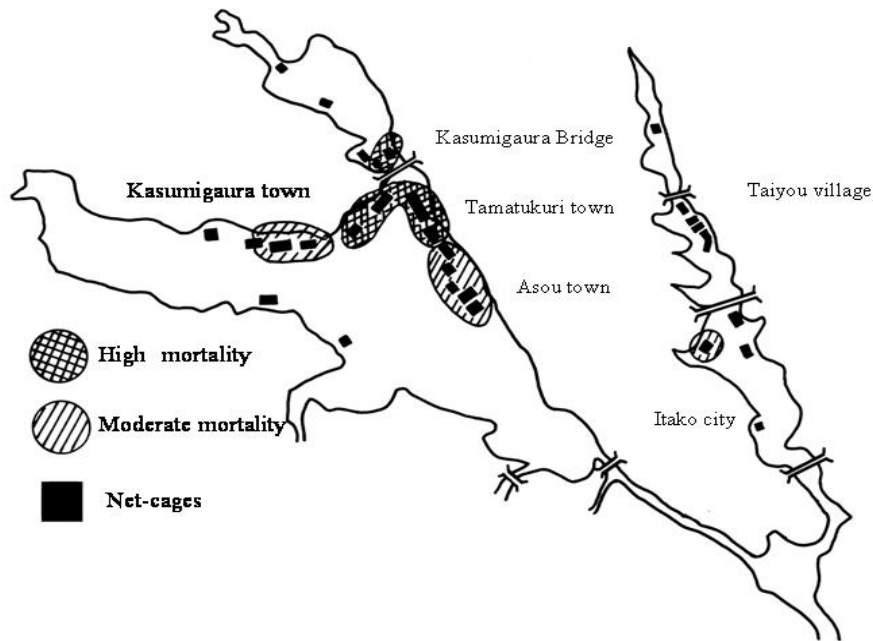 Kasumigaura Bridge
Kasumigaura town
Taiyou village
Tamatukuri town
Asou town
High mortality
Moderate mortality
Itako city
Net-cages